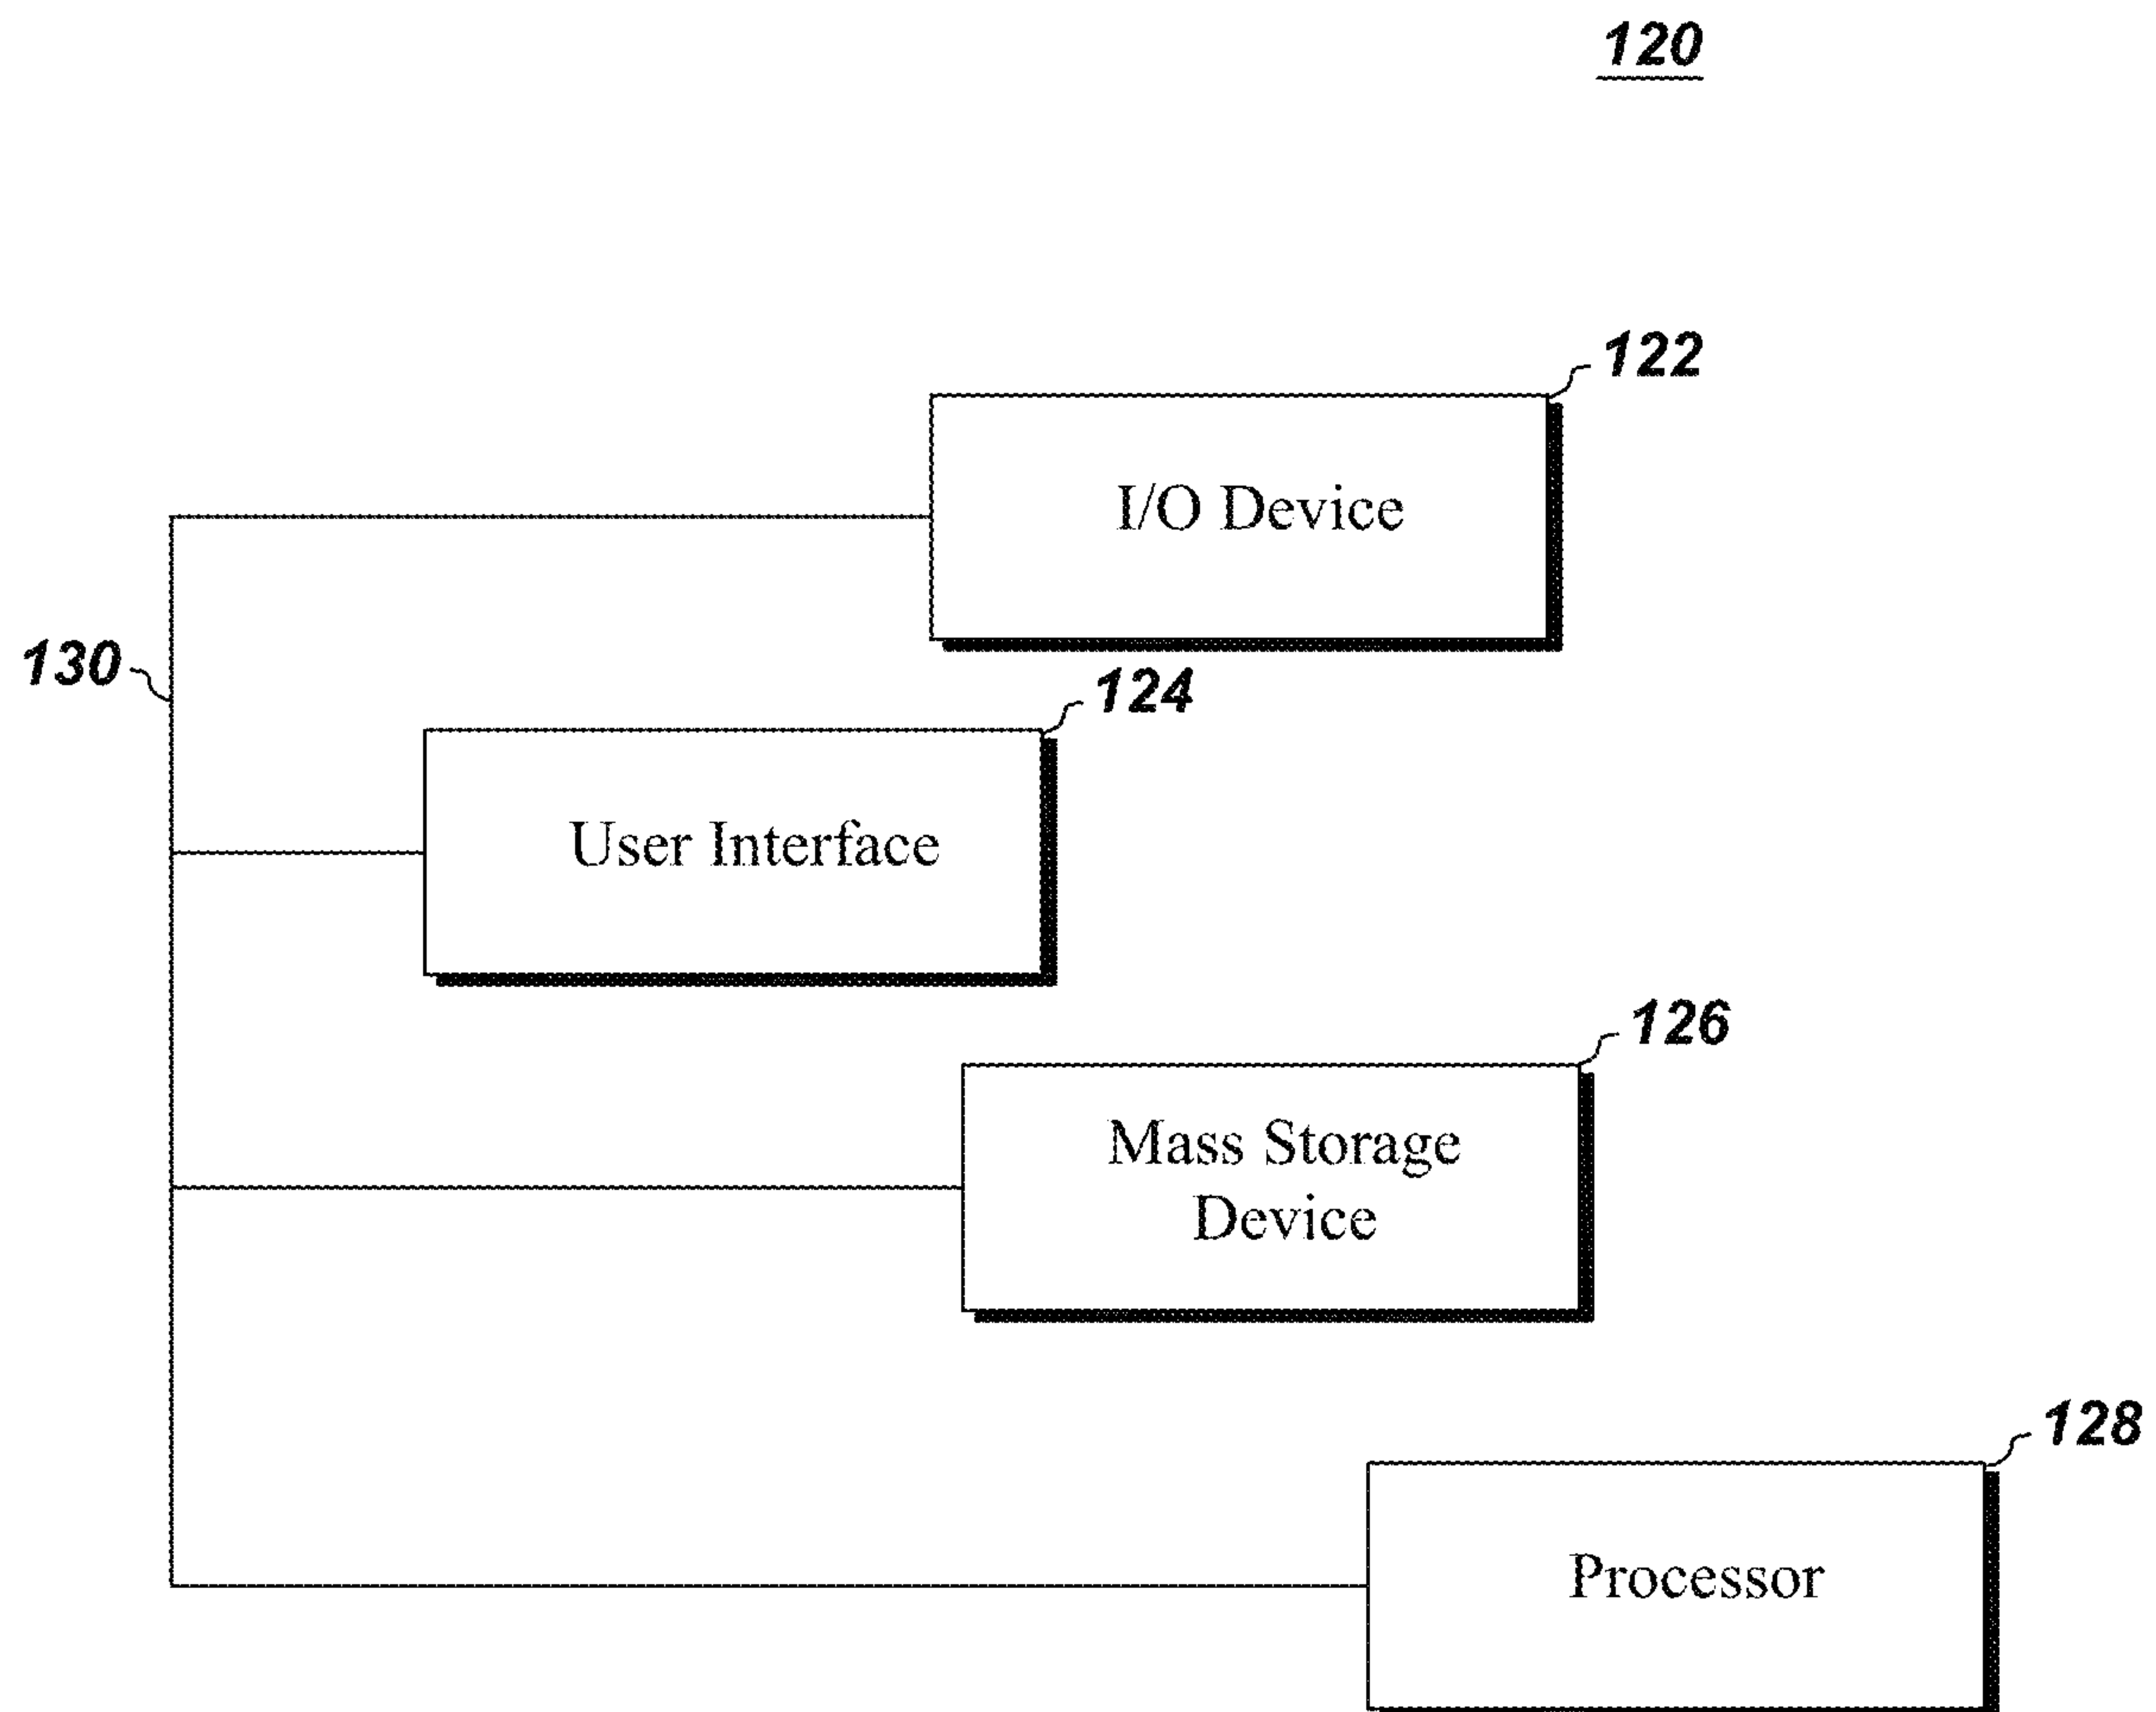 120
122
I/O Device
130
124
User Interface
126
Mass Storage
Device
128
Processor